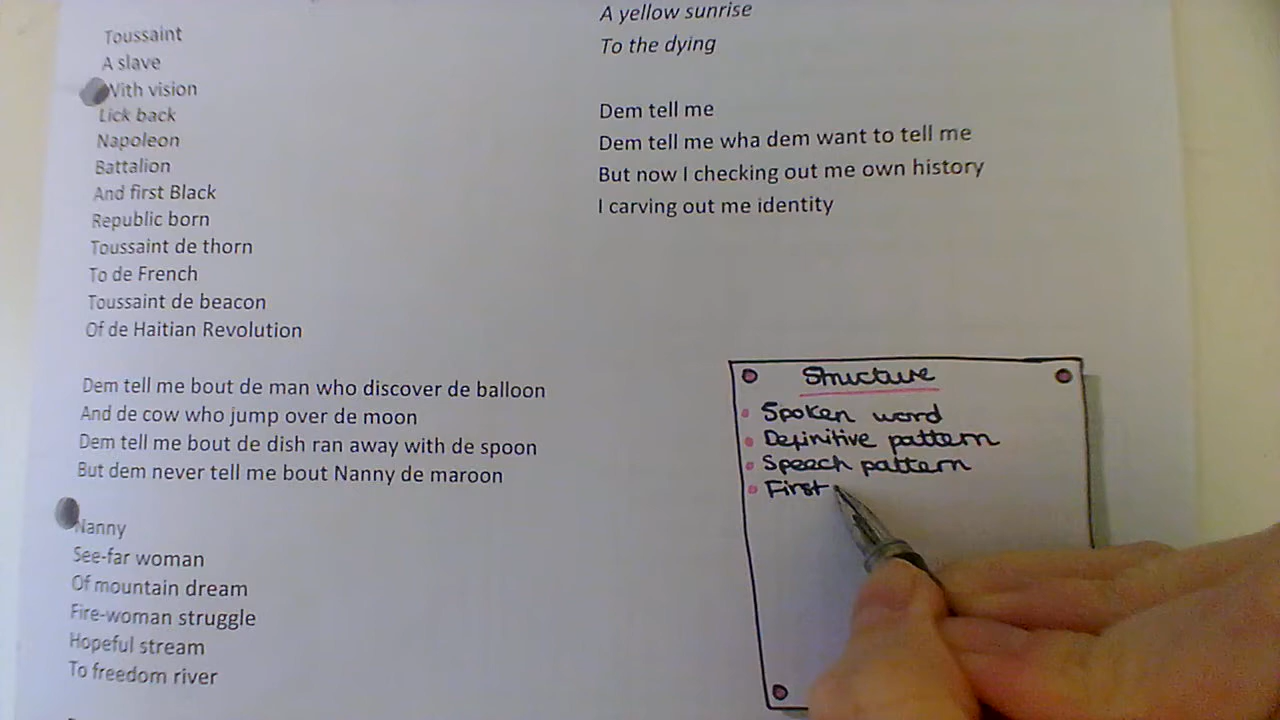 Toussaint
A slave
With vision
Lick back
Napoleon
Battalion
And first Black
Republic born
Toussaint de thorn
To de French
Toussaint de beacon
Of de Haitian Revolution
Dem tell me bout de man who discover de balloon
And de cow who jump over de moon
Dem tell me bout de dish ran away with de spoon
But dem never tell me bout Nanny de maroon
Nanny
See-far woman
Of mountain dream
Fire-woman struggle
Hopeful stream
To freedom river
A yellow sunrise
To the dying
Dem tell me
Dem tell me wha dem want to tell me
But now I checking out me own history
I carving out me identity
Structure
Spoken word
Definitive pattern
Speech pattern
First